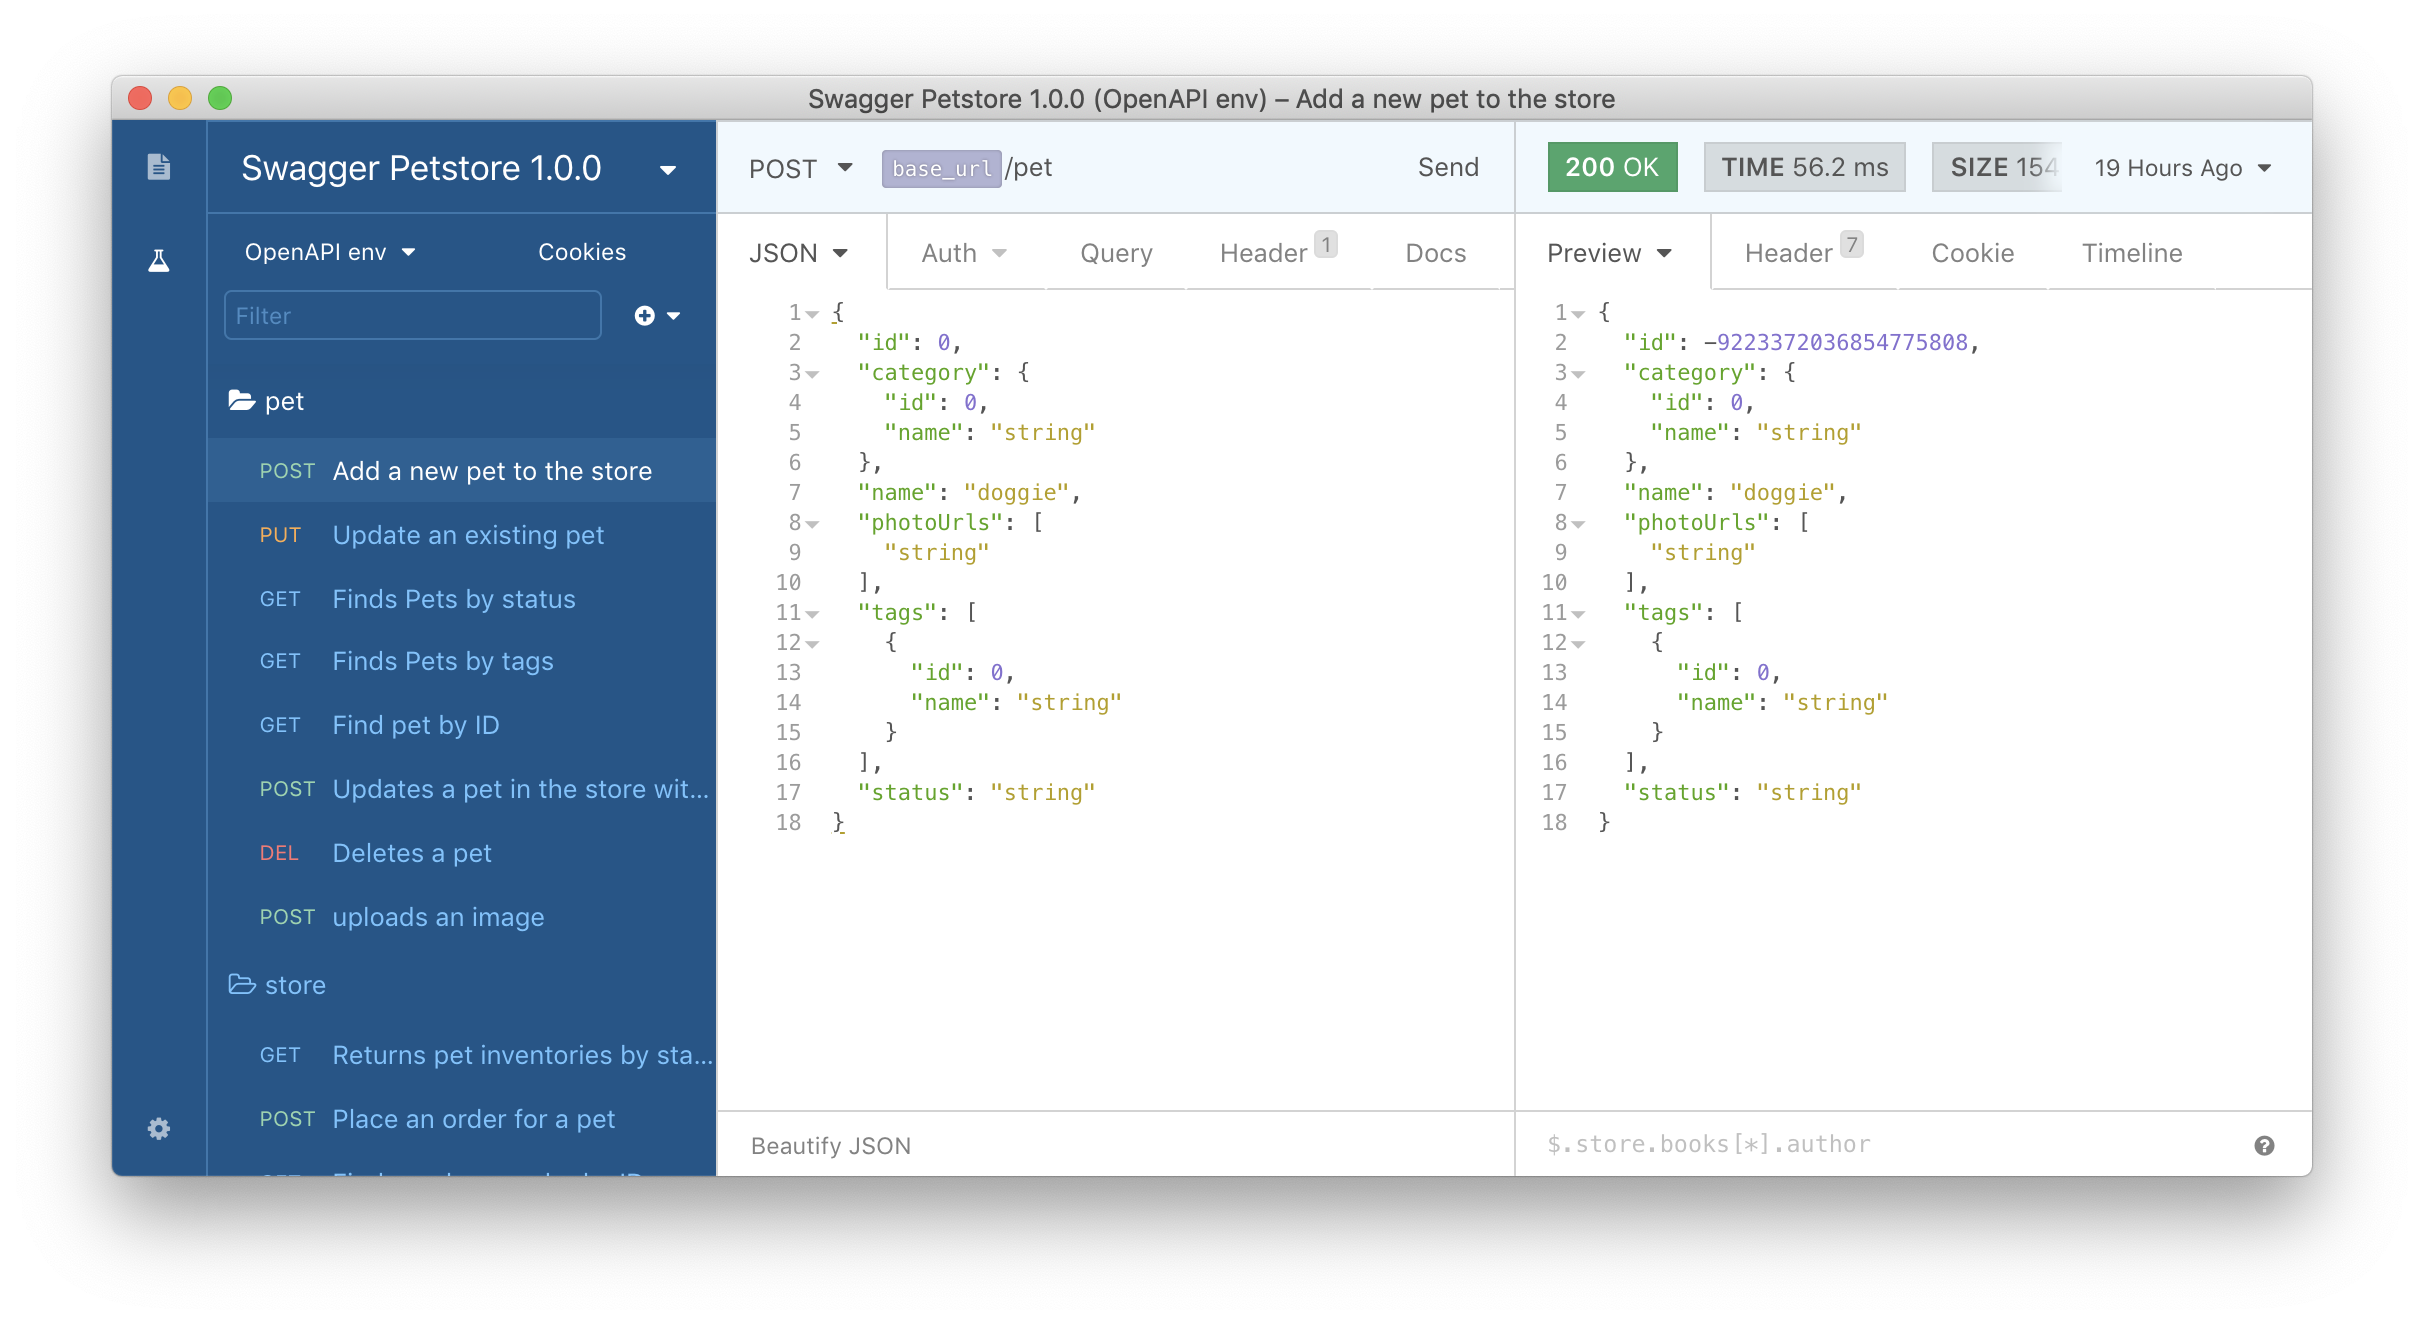 Swagger Petstore 1.0.0 (OpenAPI env) – Add a new pet to the store
Swagger Petstore 1.0.0
OpenAPI env
Cookies
Filter
pet
POST Add a new pet to the store
PUT Update an existing pet
GET Finds Pets by status
GET Finds Pets by tags
GET Find pet by ID
POST Updates a pet in the store wit...
DEL Deletes a pet
POST uploads an image
store
GET Returns pet inventories by sta...
POST Place an order for a pet
POST base_url/pet Send
JSON Auth Query Header 1 Docs
1 {
2 "id": 0,
3 "category": {
4 "id": 0,
5 "name": "string"
6 },
7 "name": "doggie",
8 "photoUrls": [
9 "string"
10 ],
11 "tags": [
12 {
13 "id": 0,
14 "name": "string"
15 }
16 ],
17 "status": "string"
18 }
Beautify JSON
200 OK TIME 56.2 ms SIZE 154 19 Hours Ago
Preview Header 7 Cookie Timeline
1 {
2 "id": -9223372036854775808,
3 "category": {
4 "id": 0,
5 "name": "string"
6 },
7 "name": "doggie",
8 "photoUrls": [
9 "string"
10 ],
11 "tags": [
12 {
13 "id": 0,
14 "name": "string"
15 }
16 ],
17 "status": "string"
18 }
$.store.books[*].author